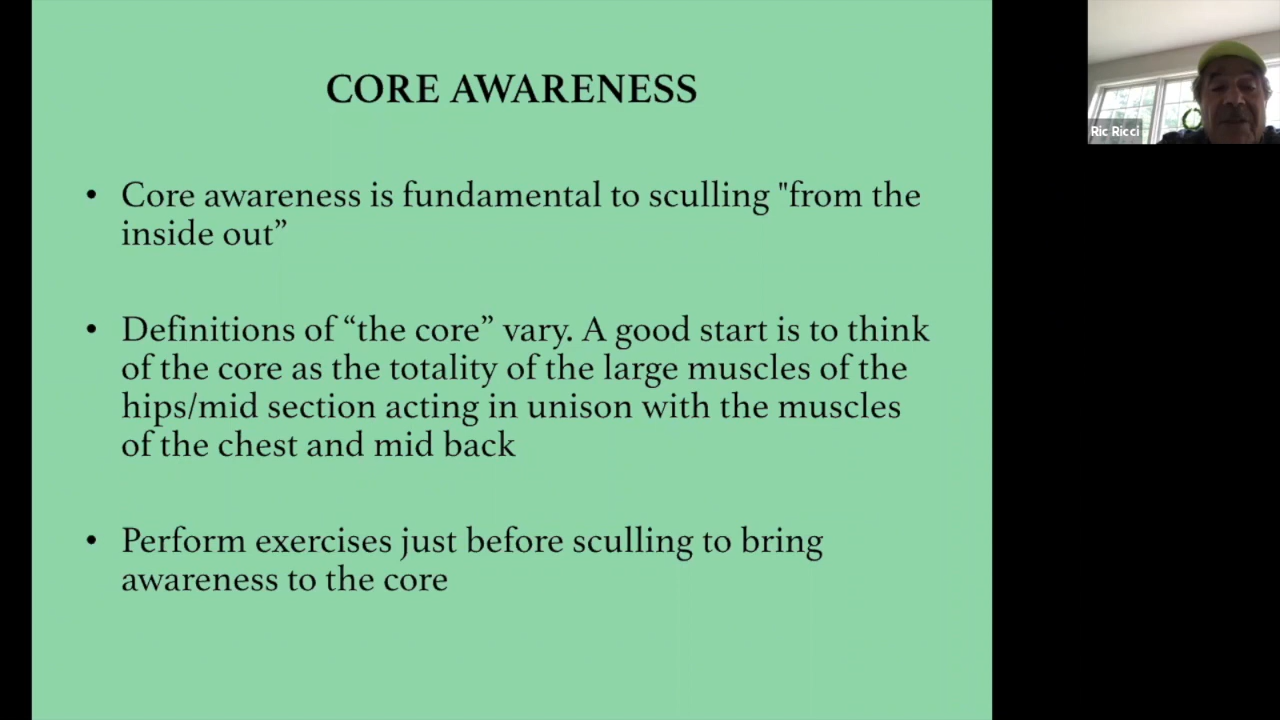 CORE AWARENESS
• Core awareness is fundamental to sculling "from the
inside out”
• Definitions of “the core” vary. A good start is to think
of the core as the totality of the large muscles of the
hips/mid section acting in unison with the muscles
of the chest and mid back
• Perform exercises just before sculling to bring
awareness to the core
Ric Ricci